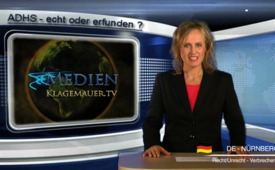 ADHS - echt oder erfunden ?
MEDIEN
KLAGEMAUER.TV
DE - NÜRNBERG
Recht/Unrecht - Verbrechen